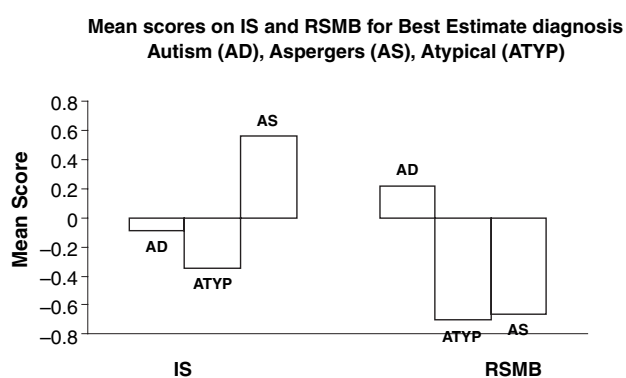 Mean scores on IS and RSMB for Best Estimate diagnosis
Autism (AD), Aspergers (AS), Atypical (ATYP)
Mean Score
0.8
0.6
0.4
0.2
0
–0.2
–0.4
–0.6
–0.8
AS
AD
AD
ATYP
ATYP
AS
IS
RSMB